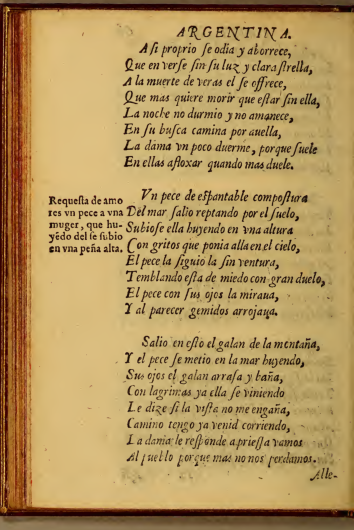 ARGENTINA.
A si proprio se odia y aborrece,
Que en verse sin su luz y clara strella,
A la muerte de veras el se offrece,
Que mas quiere morir que estar sin ella,
La noche no durmio y no amanece,
En su busca camina por auella,
La dama vn poco duerme, porque suele
En ellas afloxar quando mas duele.
Requesta de amo
res vn pece a vna
muger, que hu-
yẽdo del se subio
en vna peña alta.
Vn pece de espantable compostura
Del mar salio reptando por el suelo,
Subiose ella huyendo en vna altura
Con gritos que ponia alla en el cielo,
El pece la siguio la sin ventura,
Temblando esta de miedo con gran duelo,
El pece con sus ojos la miraua,
Y al parecer gemidos arrojaua.
Salio en esto el galan de la montaña,
Y el pece se metio en la mar huyendo,
Sus ojos el galan arrasa y baña,
Con lagrimas ya ella se viniendo
Le dize si la vista no me engaña,
Camino tengo ya venid corriendo,
La dama le responde apriessa vamos
Al pueblo porque mas no nos perdamos.
Alle-